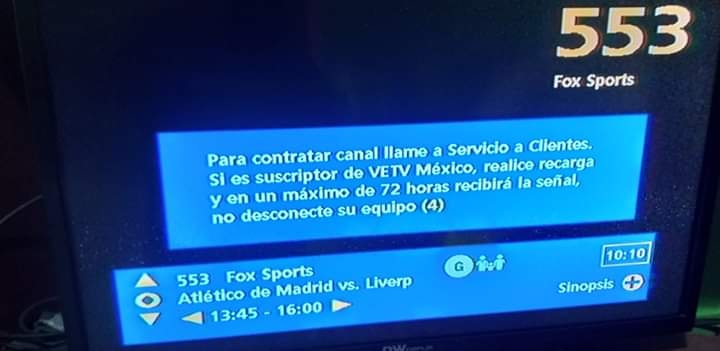 553
Fox Sports
Para contratar canal llame a Servicio a Clientes.
Si es suscriptor de VETV México, realice recarga
y en un máximo de 72 horas recibirá la señal,
no desconecte su equipo (4)
553 Fox Sports
G
10:10
Atlético de Madrid vs. Liverp
13:45 - 16:00
Sinopsis